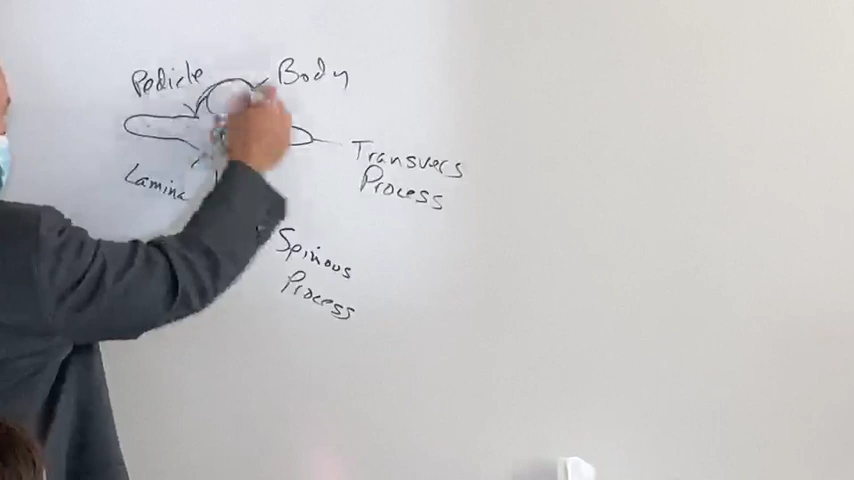 Pedicle
Body
Transvers
Process
Lamina
Spinous
Process